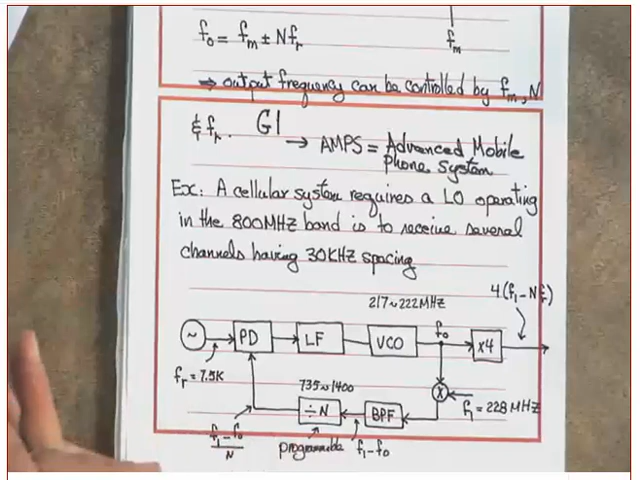 f₀ = fₘ ± Nfᵣ
fₘ
⇒ output frequency can be controlled by fₘ, N
& fᵣ. G1
→ AMPS = Advanced Mobile
Phone System
Ex: A cellular system requires a LO operating
in the 800MHz band is to receive several
channels having 30KHz spacing
4(f₁-Nfᵣ)
217~222MHz
f₀
~
PD
LF
VCO
x4
fᵣ = 7.5K
735~1400
X
÷N
BPF
f₁ = 228MHz
f₁-f₀
N
programmable
f₁-f₀